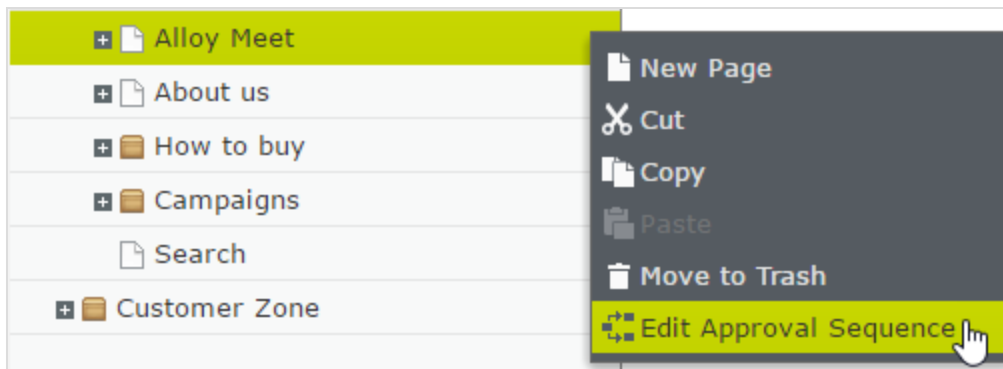 Alloy Meet
About us
How to buy
Campaigns
Search
Customer Zone
New Page
Cut
Copy
Paste
Move to Trash
Edit Approval Sequence